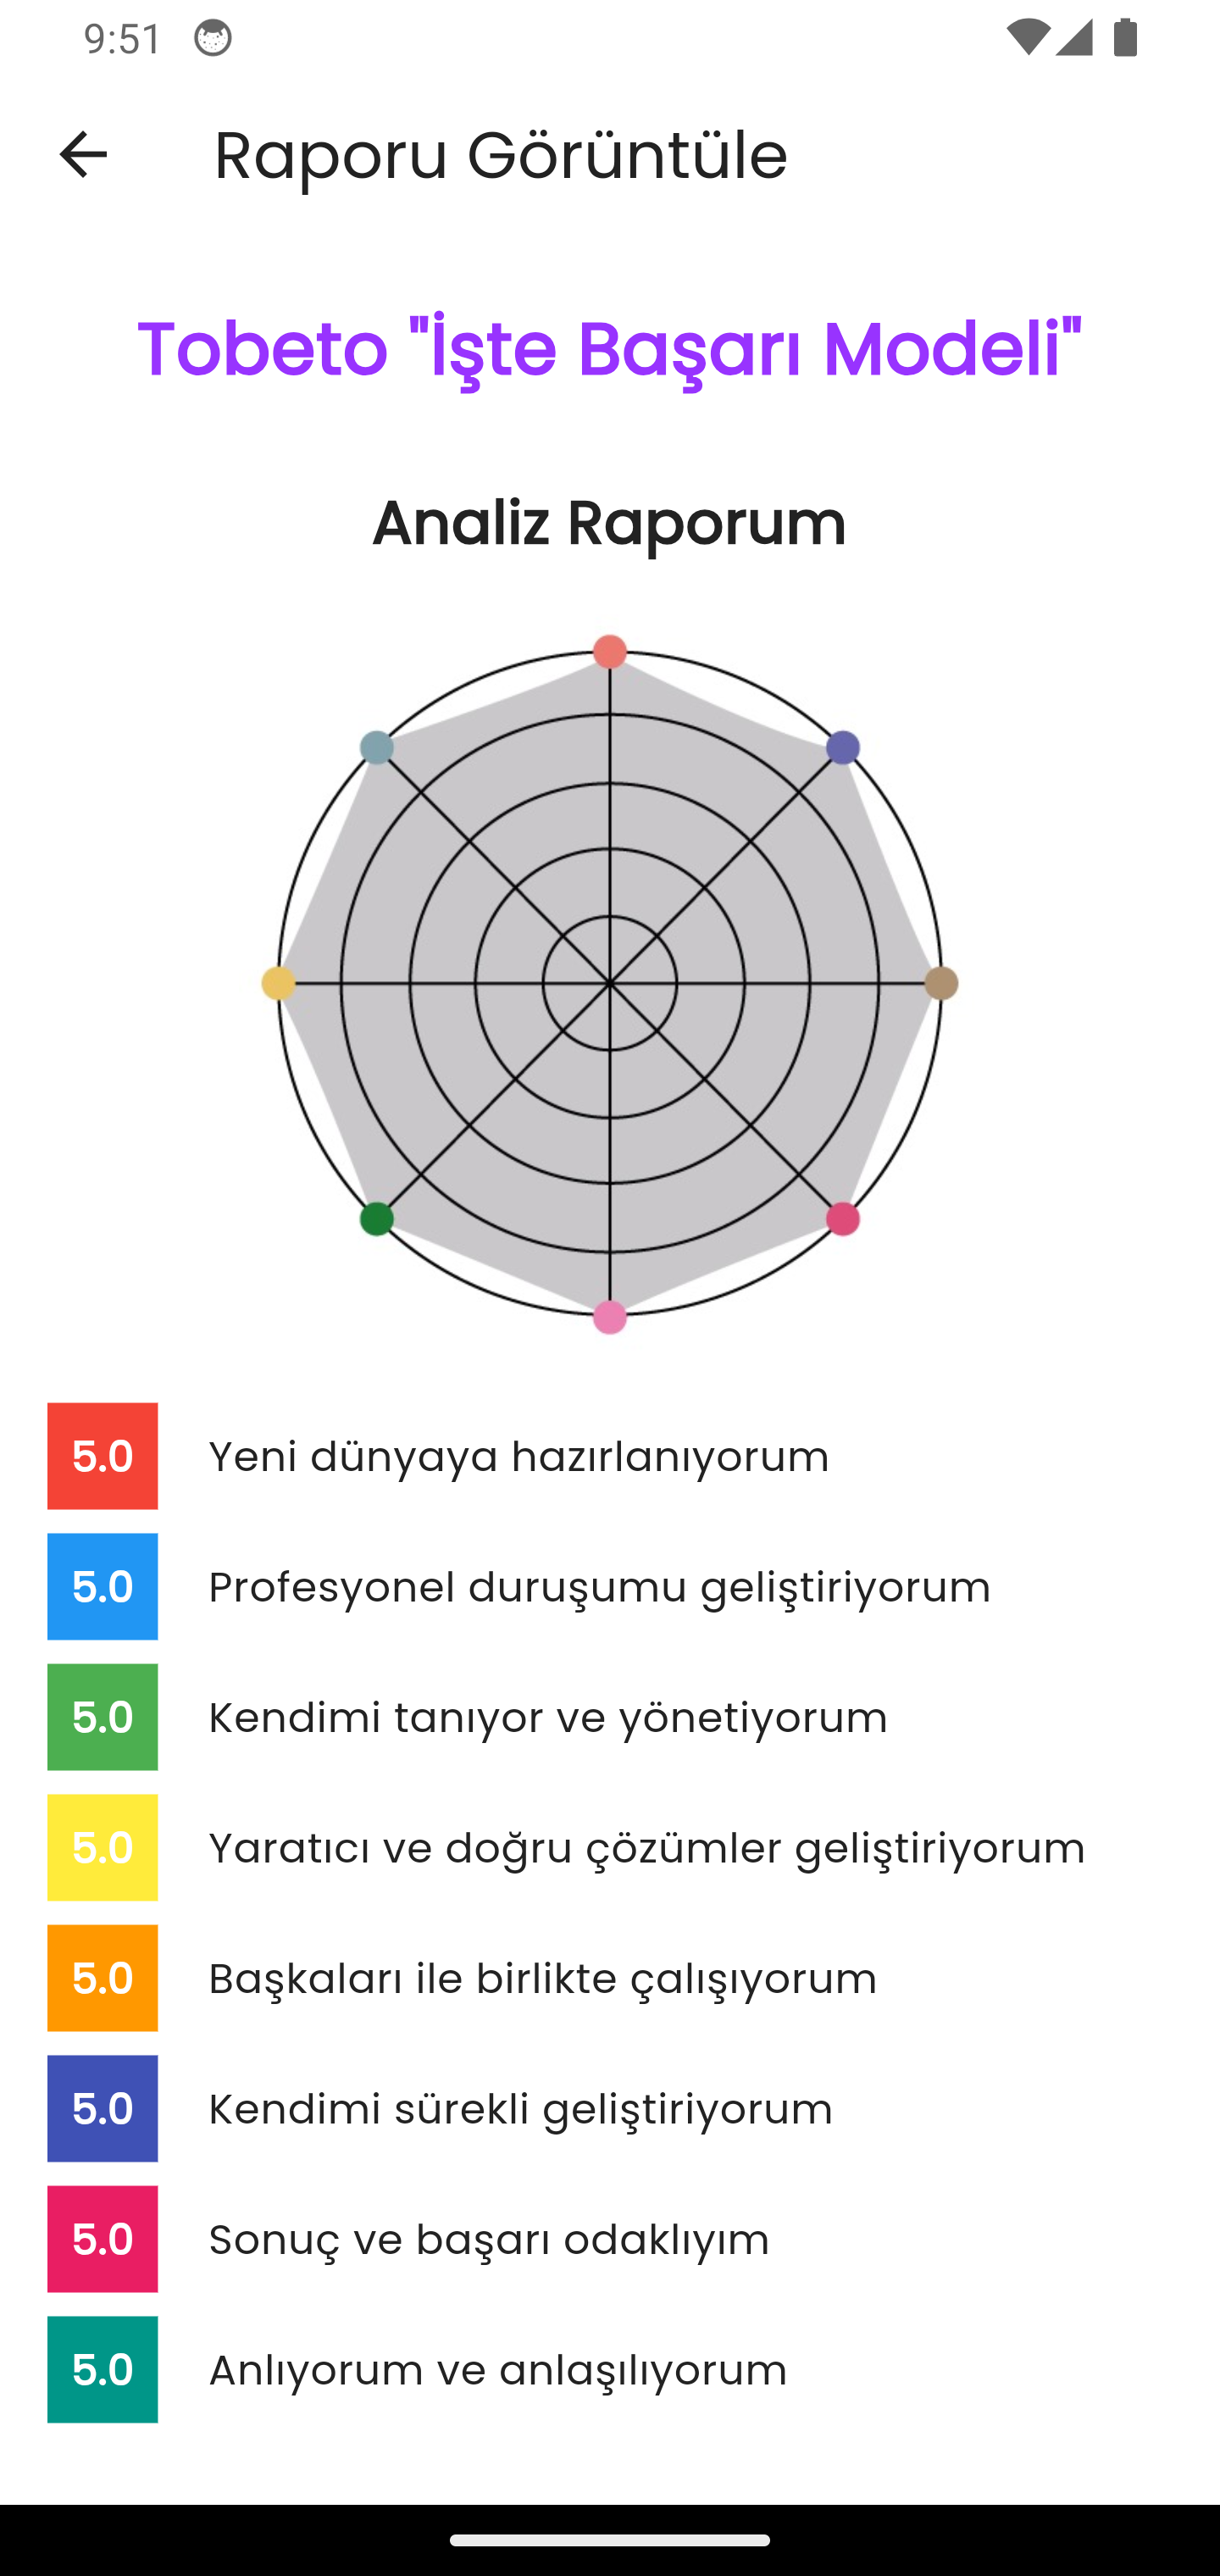 9:51
Raporu Görüntüle
Tobeto "İşte Başarı Modeli"
Analiz Raporum
5.0 Yeni dünyaya hazırlanıyorum
5.0 Profesyonel duruşumu geliştiriyorum
5.0 Kendimi tanıyor ve yönetiyorum
5.0 Yaratıcı ve doğru çözümler geliştiriyorum
5.0 Başkaları ile birlikte çalışıyorum
5.0 Kendimi sürekli geliştiriyorum
5.0 Sonuç ve başarı odaklıyım
5.0 Anlıyorum ve anlaşılıyorum